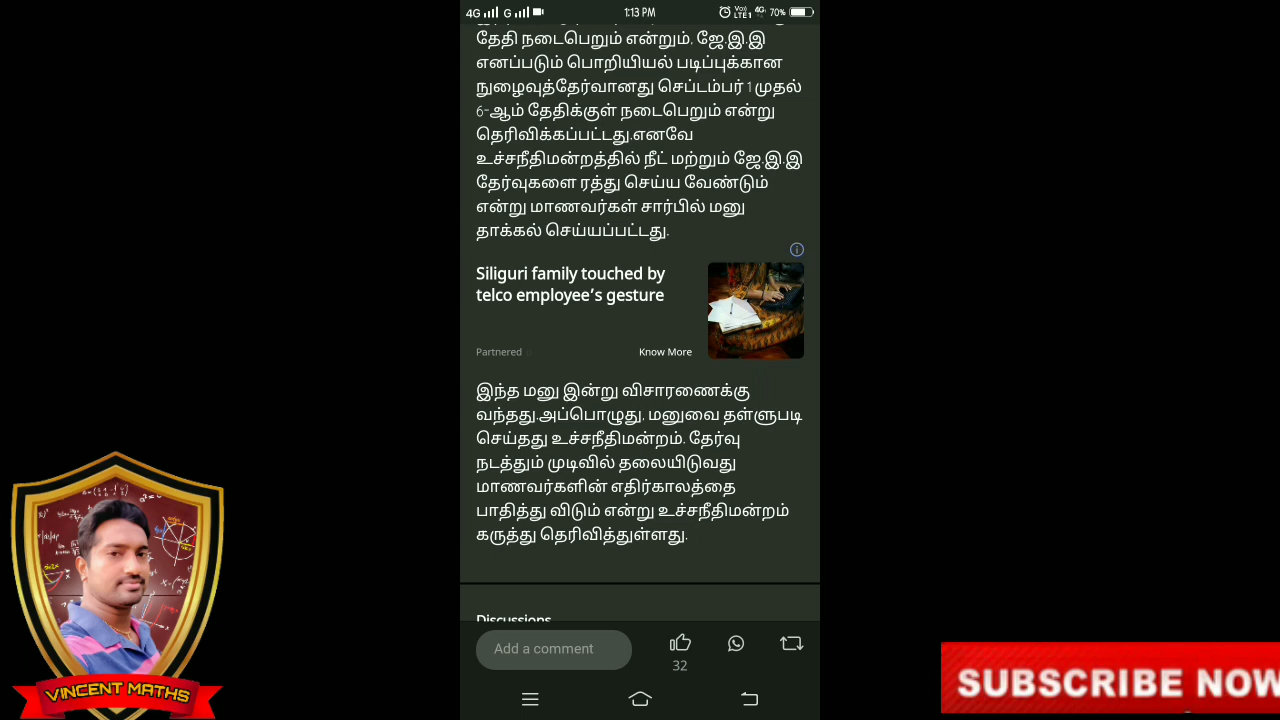 4G G 1:13 PM Vo) LTE1 4G 70%
தேதி நடைபெறும் என்றும், ஜே.இ.இ
எனப்படும் பொறியியல் படிப்புக்கான
நுழைவுத்தேர்வானது செப்டம்பர் 1 முதல்
6-ஆம் தேதிக்குள் நடைபெறும் என்று
தெரிவிக்கப்பட்டது.எனவே
உச்சநீதிமன்றத்தில் நீட் மற்றும் ஜே.இ.இ
தேர்வுகளை ரத்து செய்ய வேண்டும்
என்று மாணவர்கள் சார்பில் மனு
தாக்கல் செய்யப்பட்டது.
Siliguri family touched by
telco employee's gesture
Partnered Know More
இந்த மனு இன்று விசாரணைக்கு
வந்தது.அப்பொழுது, மனுவை தள்ளுபடி
செய்தது உச்சநீதிமன்றம். தேர்வு
நடத்தும் முடிவில் தலையிடுவது
மாணவர்களின் எதிர்காலத்தை
பாதித்து விடும் என்று உச்சநீதிமன்றம்
கருத்து தெரிவித்துள்ளது.
Discussions
Add a comment
32
VINCENT MATHS
SUBSCRIBE NOW